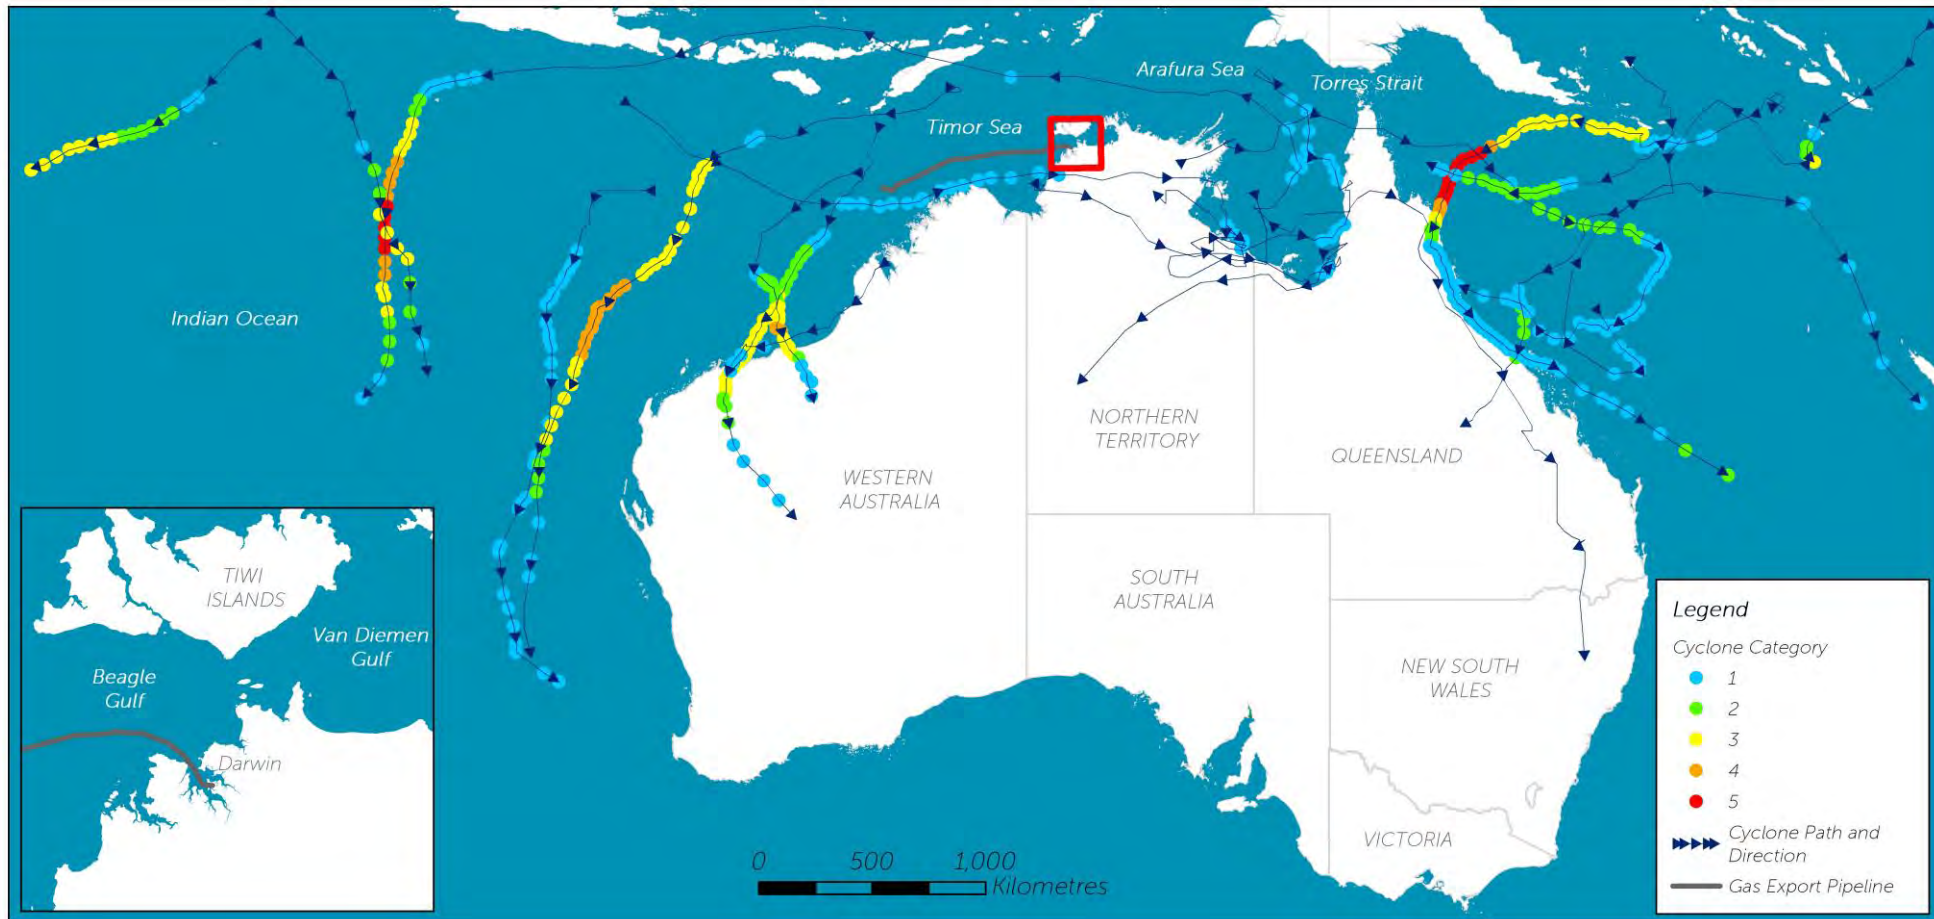 Arafura Sea
Torres Strait
Timor Sea
Indian Ocean
NORTHERN
TERRITORY
QUEENSLAND
WESTERN
AUSTRALIA
SOUTH
AUSTRALIA
NEW SOUTH
WALES
VICTORIA
TIWI
ISLANDS
Van Diemen
Gulf
Beagle
Gulf
Darwin
0 500 1,000
Kilometres
Legend
Cyclone Category
1
2
3
4
5
Cyclone Path and
Direction
Gas Export Pipeline